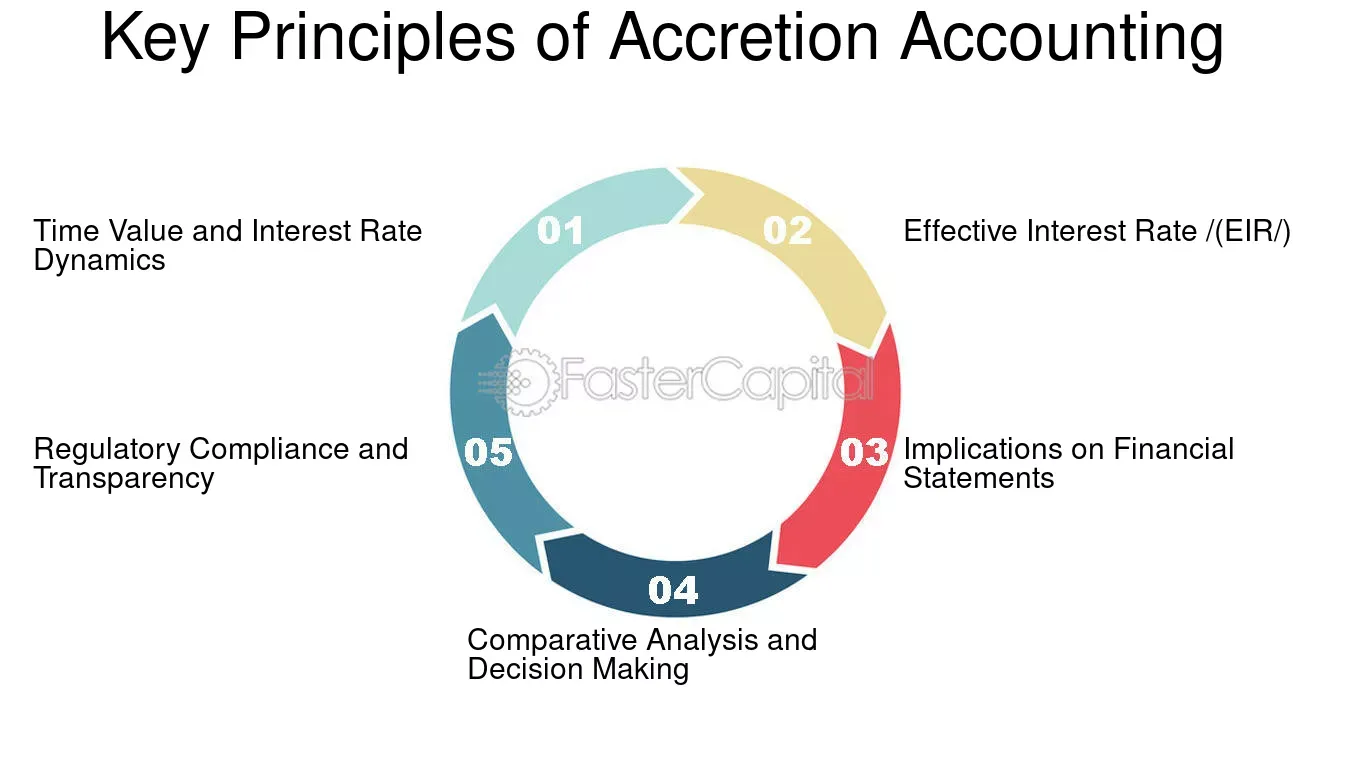 Key Principles of Accretion Accounting
01
Time Value and Interest Rate
Dynamics
02
Effective Interest Rate /(EIR/)
FasterCapital
03
Implications on Financial
Statements
04
Comparative Analysis and
Decision Making
05
Regulatory Compliance and
Transparency